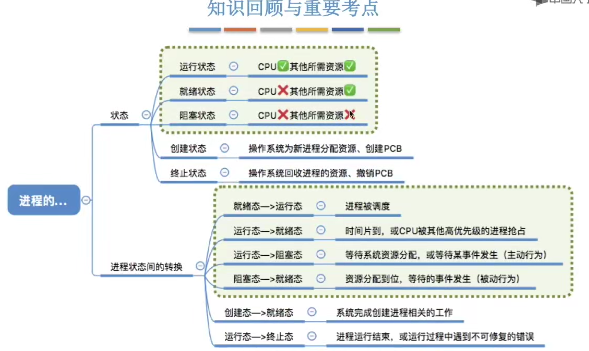 知识回顾与重要考点
进程的...
状态
运行状态 CPU✅其他所需资源✅
就绪状态 CPU❌其他所需资源✅
阻塞状态 CPU❌其他所需资源❌
创建状态 操作系统为新进程分配资源、创建PCB
终止状态 操作系统回收进程的资源、撤销PCB
进程状态间的转换
就绪态—>运行态 进程被调度
运行态—>就绪态 时间片到，或CPU被其他高优先级的进程抢占
运行态—>阻塞态 等待系统资源分配，或等待某事件发生（主动行为）
阻塞态—>就绪态 资源分配到位，等待的事件发生（被动行为）
创建态—>就绪态 系统完成创建进程相关的工作
运行态—>终止态 进程运行结束，或运行过程中遇到不可修复的错误